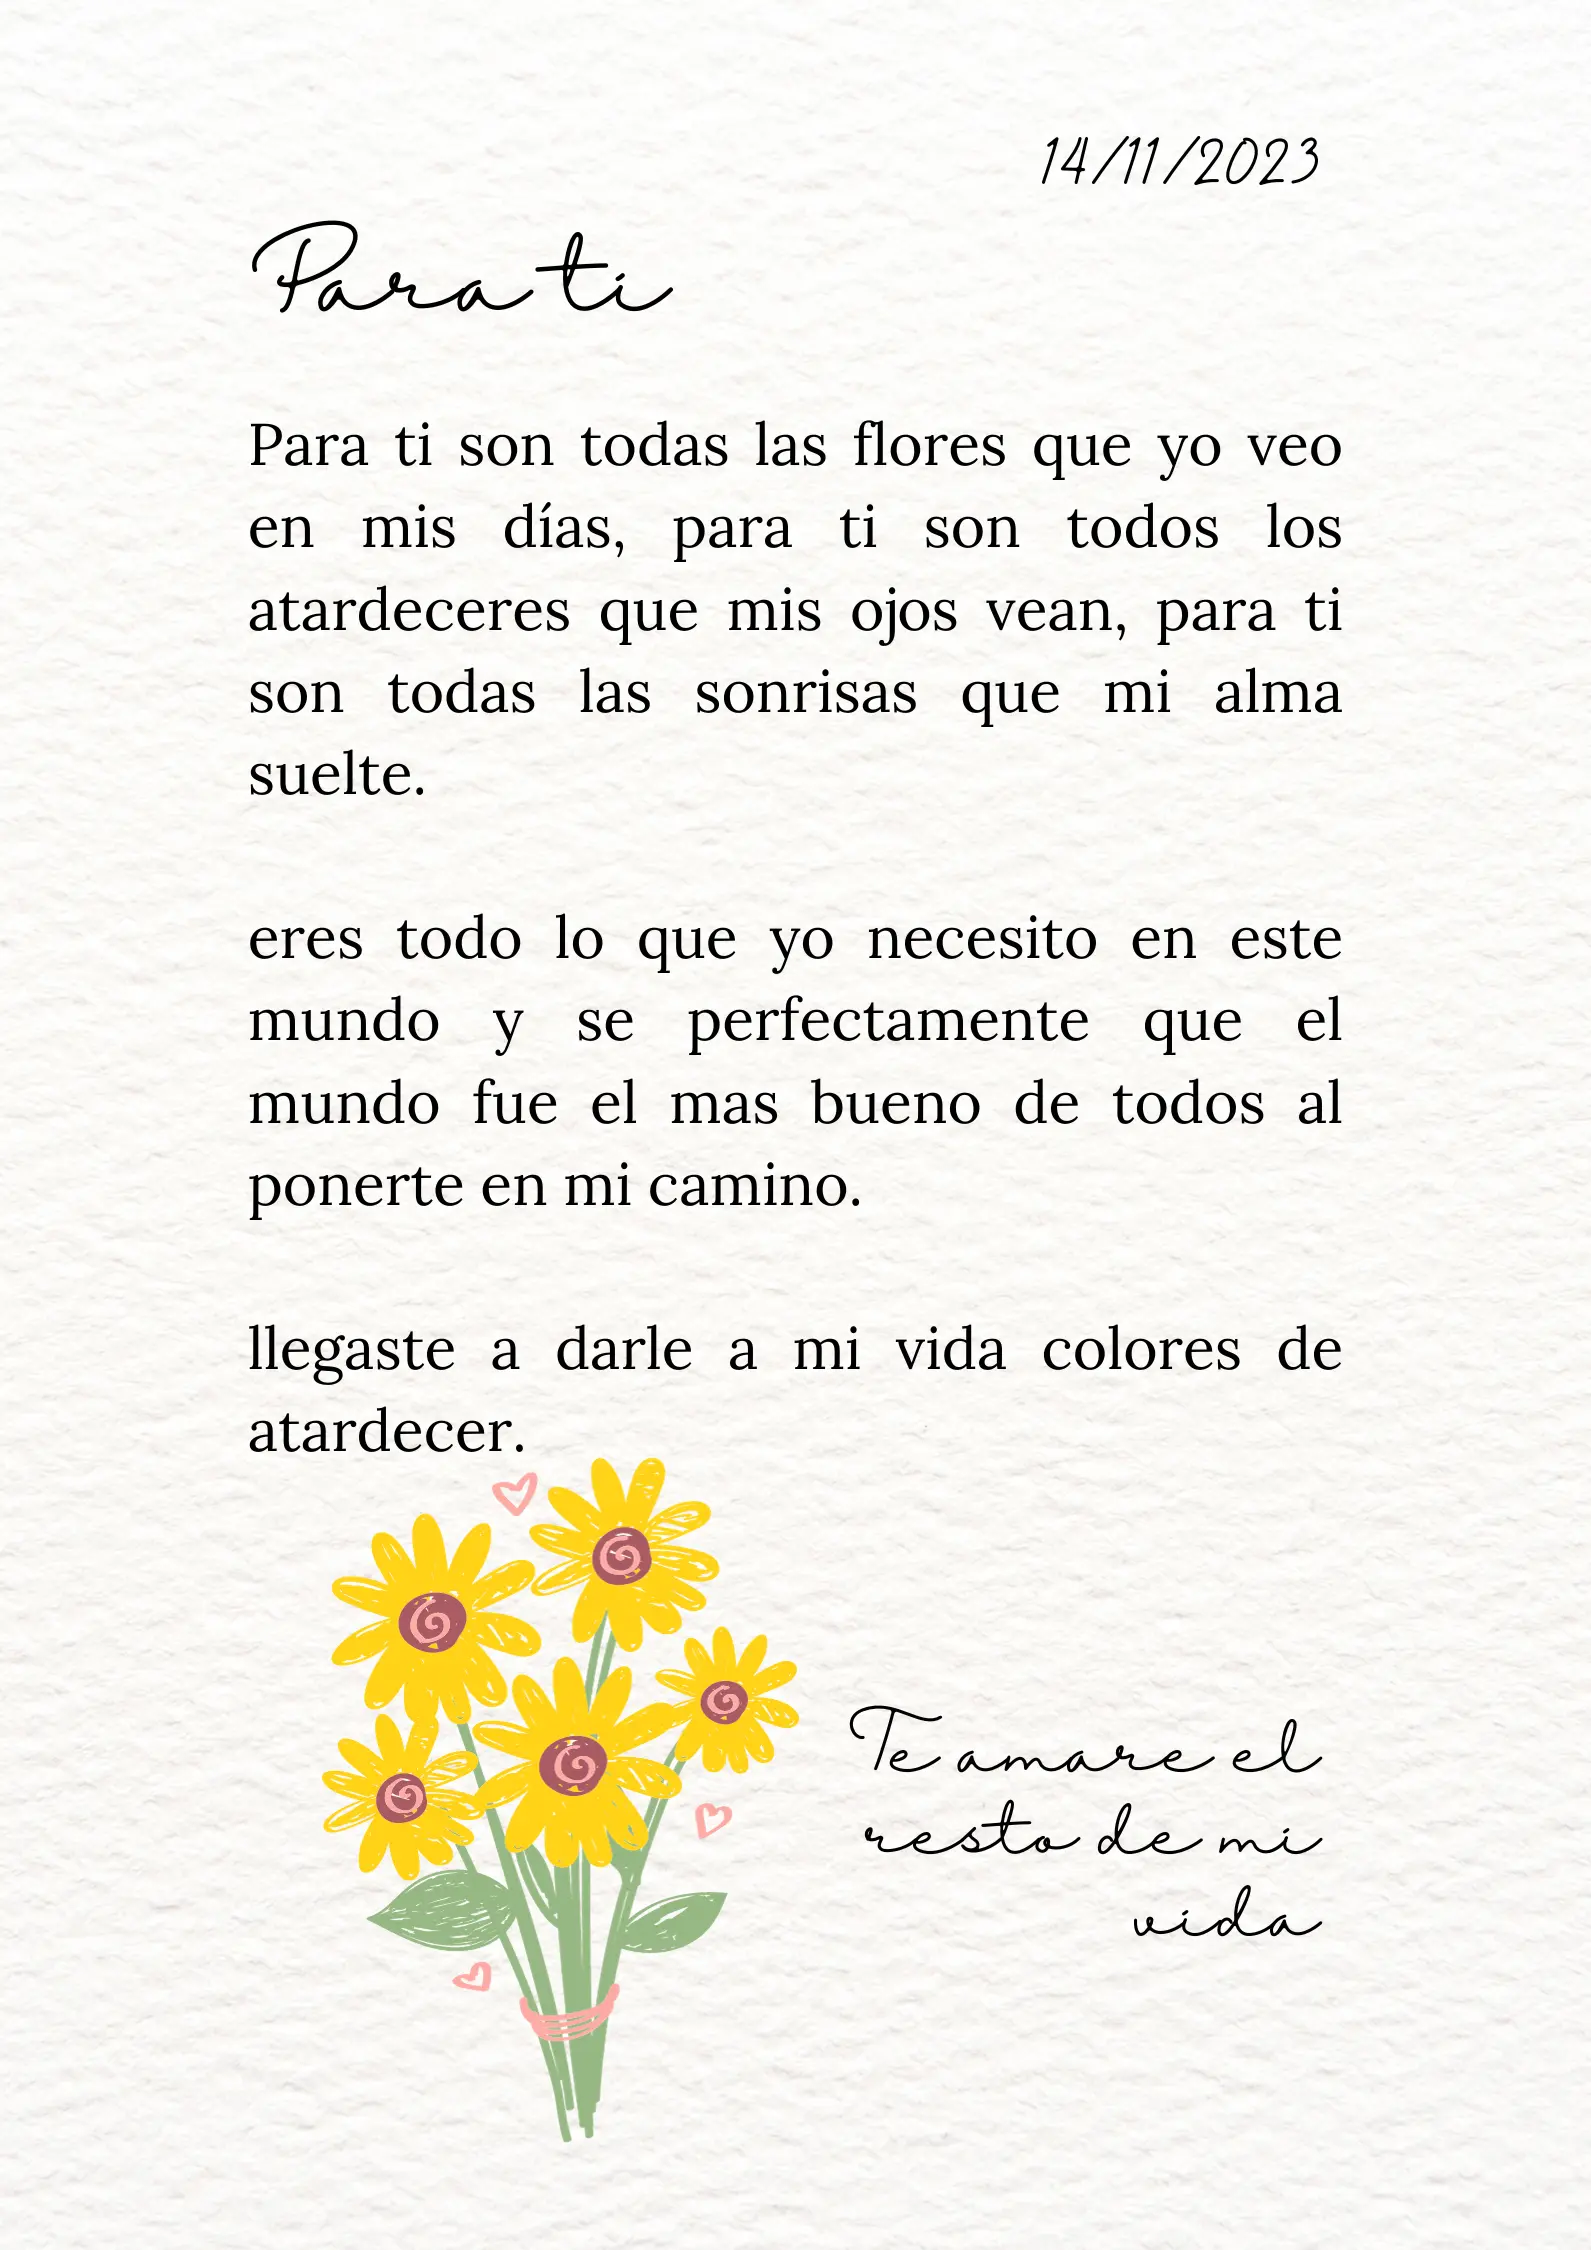 14/11/2023
Para ti
Para ti son todas las flores que yo veo
en mis días, para ti son todos los
atardeceres que mis ojos vean, para ti
son todas las sonrisas que mi alma
suelte.
eres todo lo que yo necesito en este
mundo y se perfectamente que el
mundo fue el mas bueno de todos al
ponerte en mi camino.
llegaste a darle a mi vida colores de
atardecer.
Te amare el
resto de mi
vida